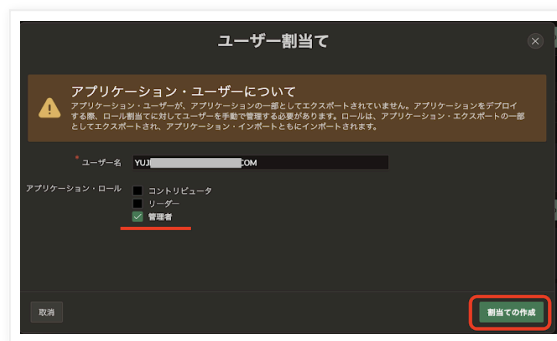 ユーザー割当て
アプリケーション・ユーザーについて
アプリケーション・ユーザーが、アプリケーションの一部としてエクスポートされていません。アプリケーションをデプロイ
する際、ロール割当てに対してユーザーを手動で管理する必要があります。ロールは、アプリケーション・エクスポートの一部
としてエクスポートされ、アプリケーション・インポートともにインポートされます。
* ユーザー名 YUJ COM
アプリケーション・ロール コントリビュータ
リーダー
管理者
取消 割当ての作成